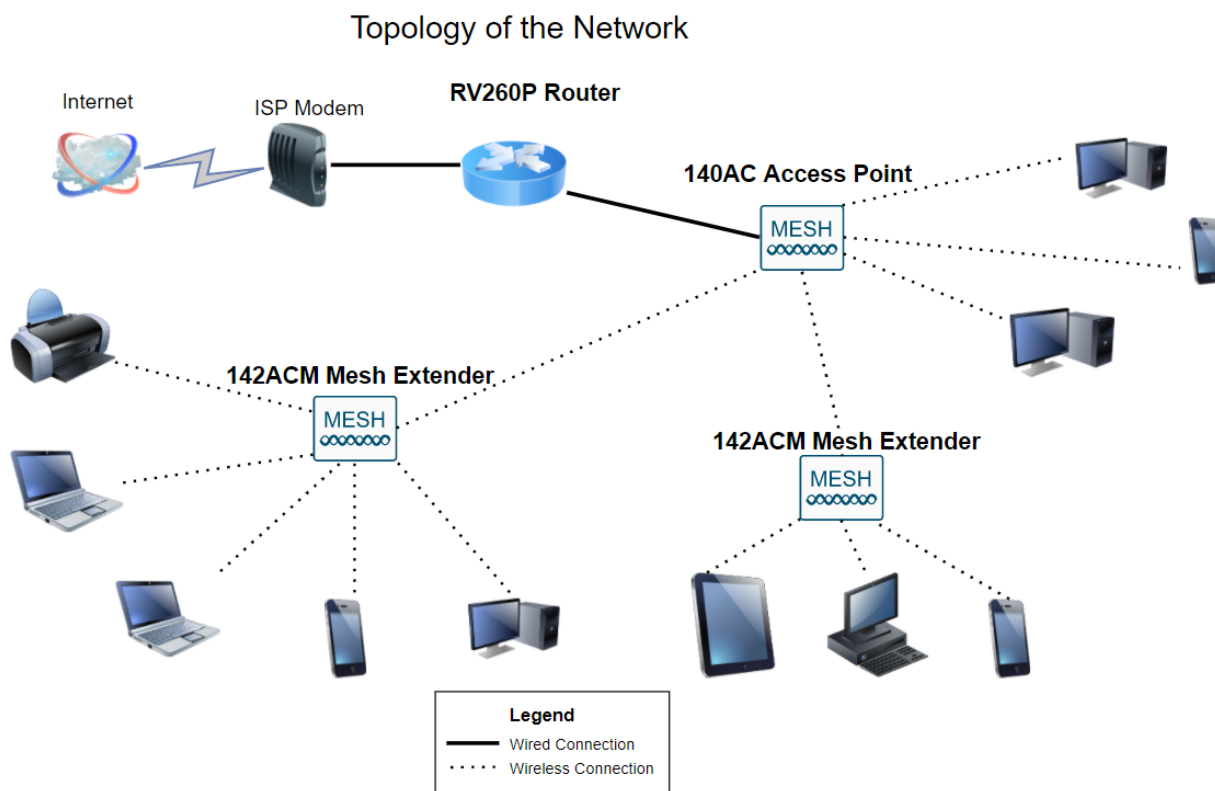 Topology of the Network
Internet
ISP Modem
RV260P Router
140AC Access Point
MESH
142ACM Mesh Extender
MESH
142ACM Mesh Extender
MESH
Legend
Wired Connection
Wireless Connection